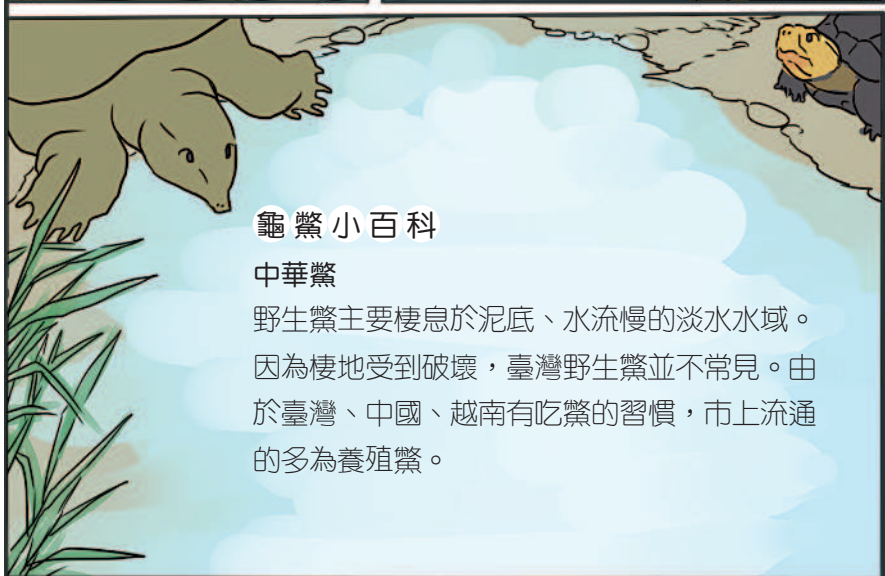 龜鱉小百科
中華鱉
野生鱉主要棲息於泥底、水流慢的淡水水域。
因為棲地受到破壞，臺灣野生鱉並不常見。由
於臺灣、中國、越南有吃鱉的習慣，市上流通
的多為養殖鱉。